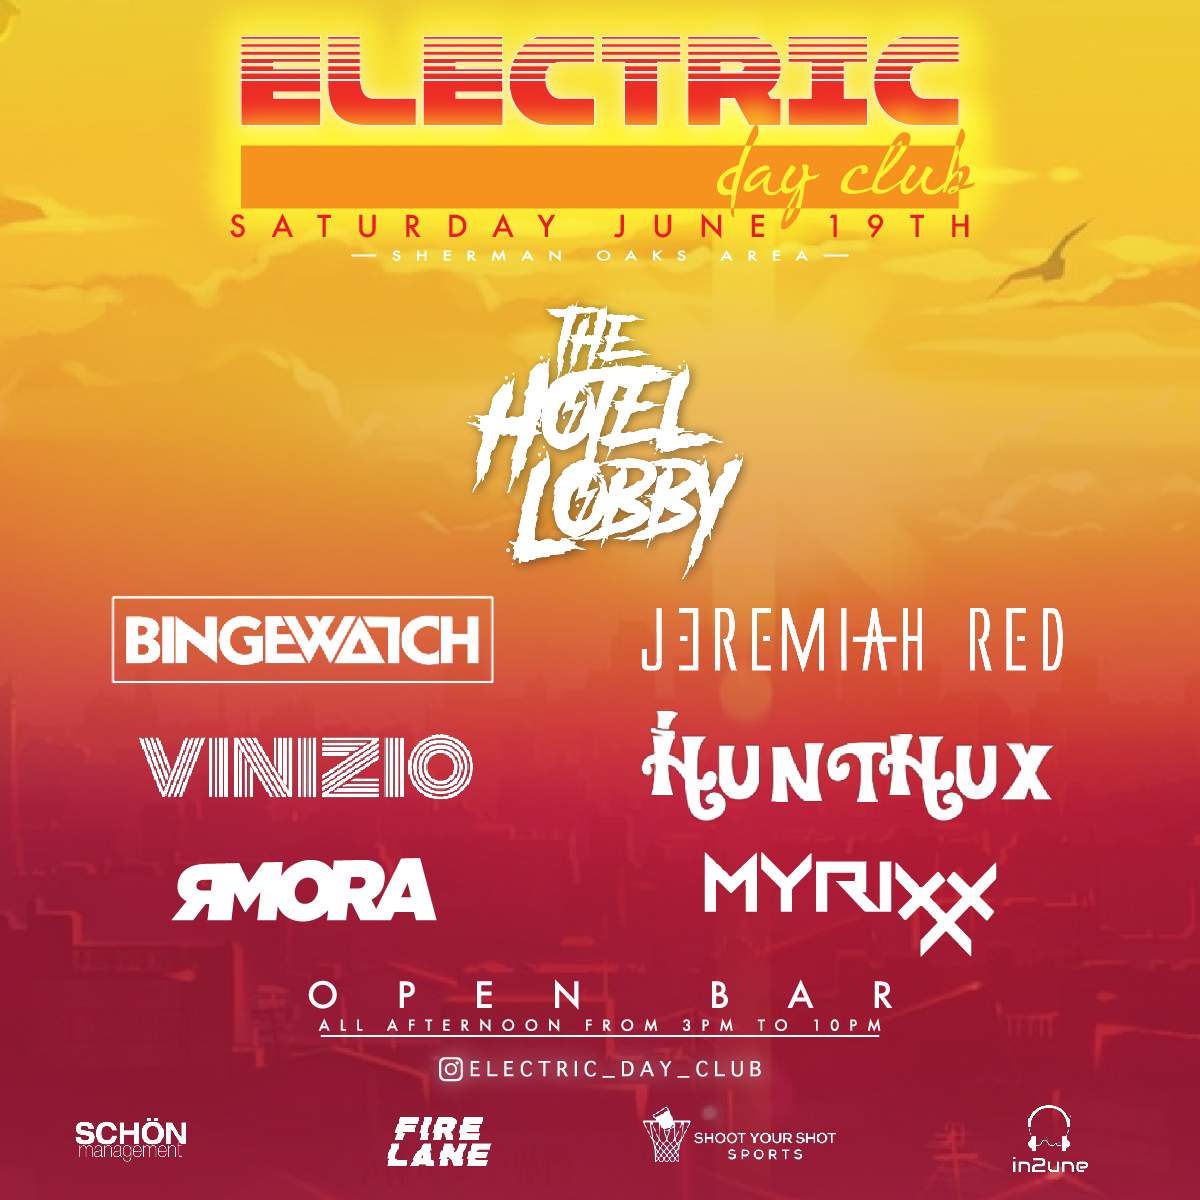 ELECTRIC
day club
SATURDAY JUNE 19TH
— SHERMAN OAKS AREA —
THE
HOTEL
LOBBY
BINGEWATCH
JEREMIAH RED
VINIZIO
HUNTHUX
RMORA
MYRIXX
OPEN BAR
ALL AFTERNOON FROM 3PM TO 10PM
ELECTRIC_DAY_CLUB
SCHÖN
management
FIRE
LANE
SHOOT YOUR SHOT
SPORTS
in2une